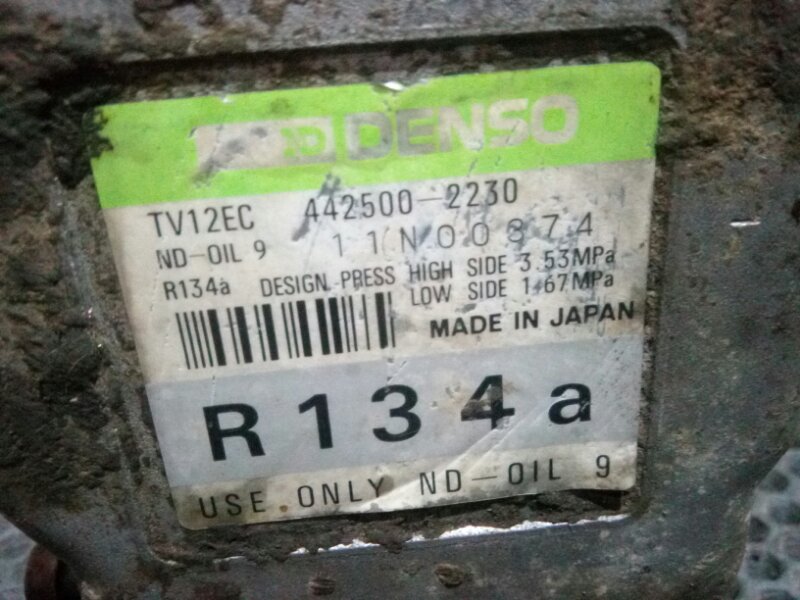 DENSO
TV12EC 442500-2230
ND-OIL 9 11N00874
R134a DESIGN PRESS HIGH SIDE 3.53MPa
LOW SIDE 1.67MPa
MADE IN JAPAN
R134a
USE ONLY ND-OIL 9